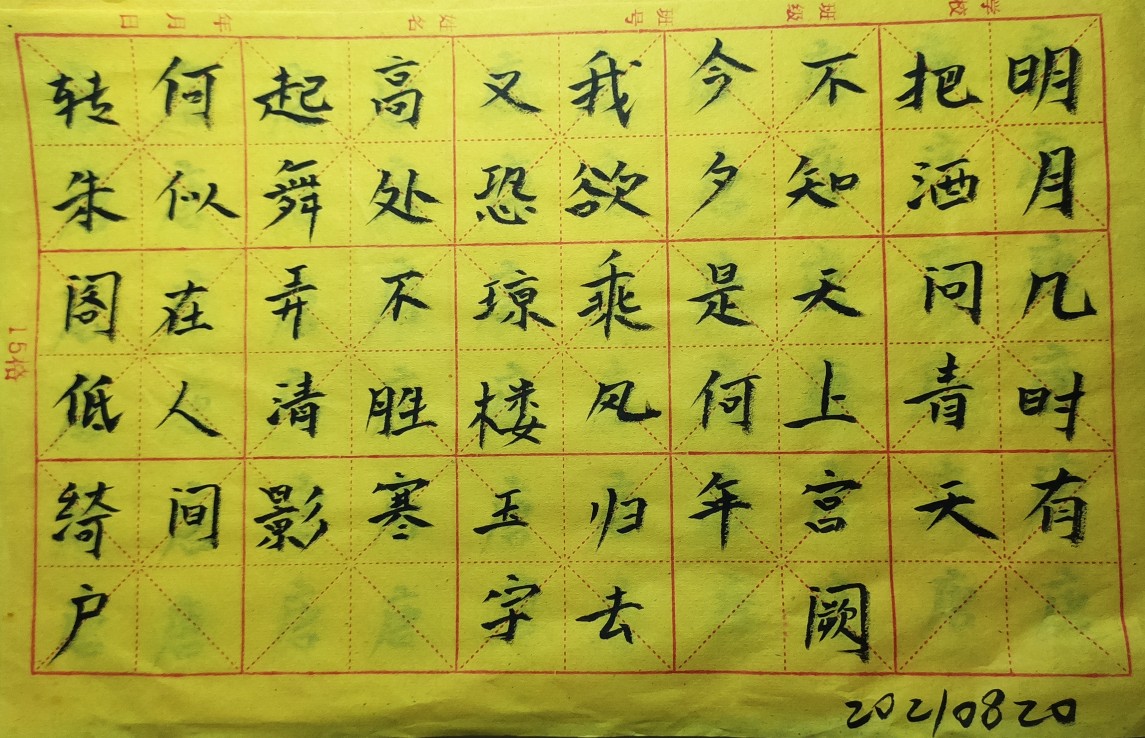 学校 班级 班号 姓名 年 月 日
明月几时有
把酒问青天
不知天上宫阙
今夕是何年
我欲乘风归去
又恐琼楼玉宇
高处不胜寒
起舞弄清影
何似在人间
转朱阁低绮户
20210820
15格